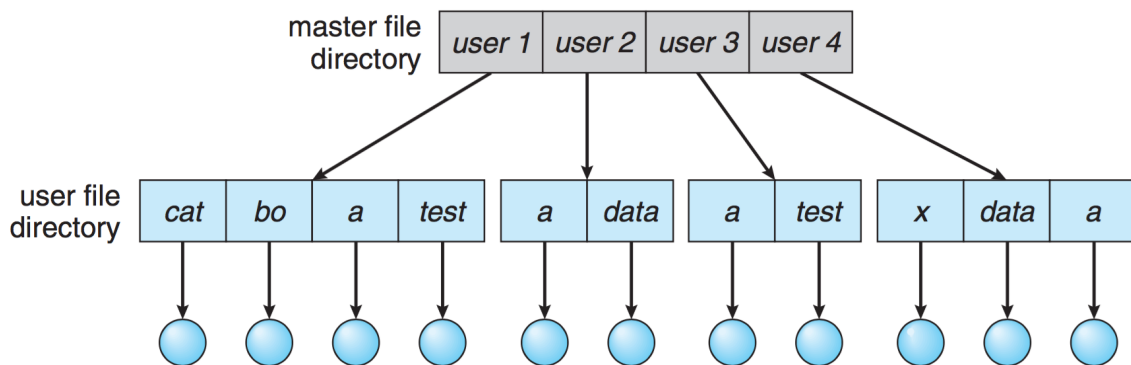 master file
directory
user 1 user 2 user 3 user 4
user file
directory
cat bo a test a data a test x data a